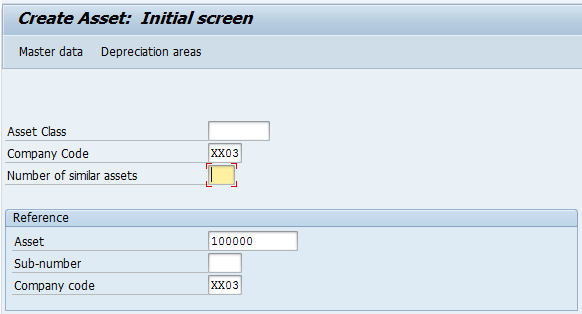 Create Asset: Initial screen
Master data Depreciation areas
Asset Class
Company Code XX03
Number of similar assets
Reference
Asset 100000
Sub-number
Company code XX03